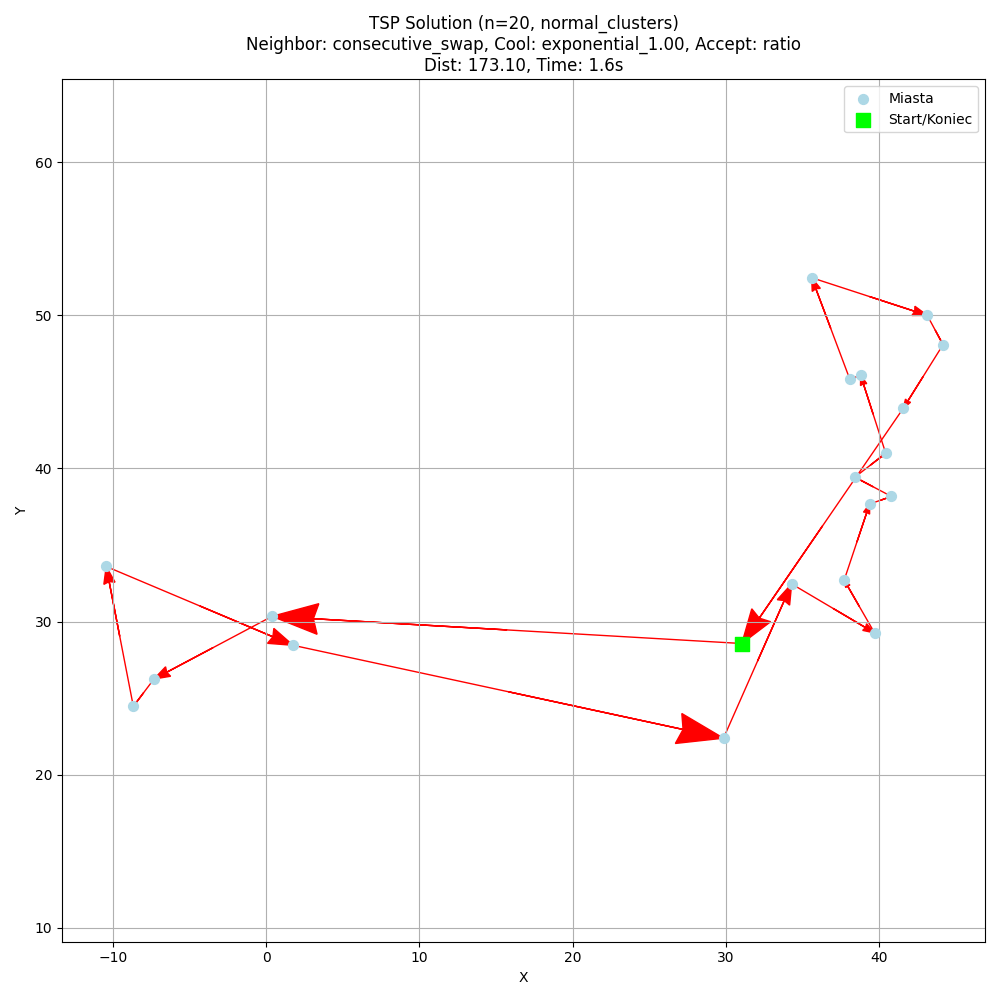 TSP Solution (n=20, normal_clusters)
Neighbor: consecutive_swap, Cool: exponential_1.00, Accept: ratio
Dist: 173.10, Time: 1.6s
Miasta
Start/Koniec
60
50
40
30
20
10
Y
−10 0 10 20 30 40
X